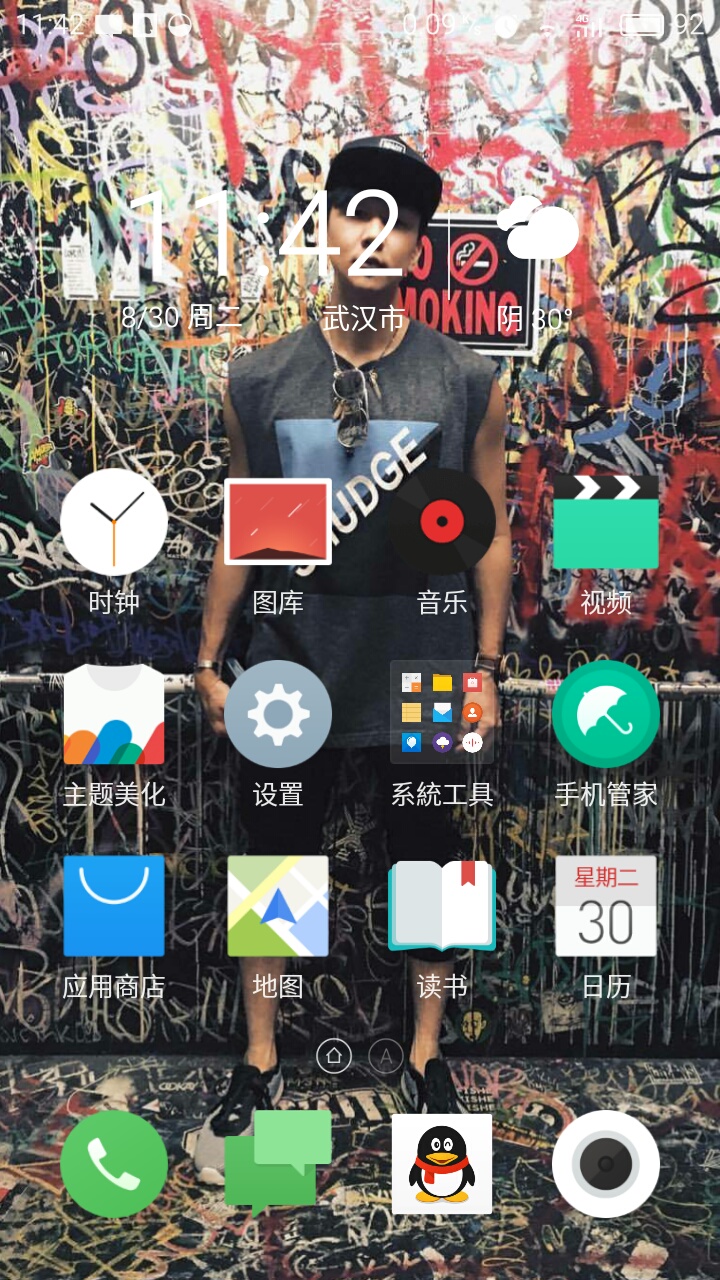 11:42
0.09
4G
92
11:42
8/30 周二
武汉市
阴 30°
MOKING
FORGE
SMUDGE
时钟
图库
音乐
视频
主题美化
设置
系統工具
手机管家
星期二
30
应用商店
地图
读书
日历
A